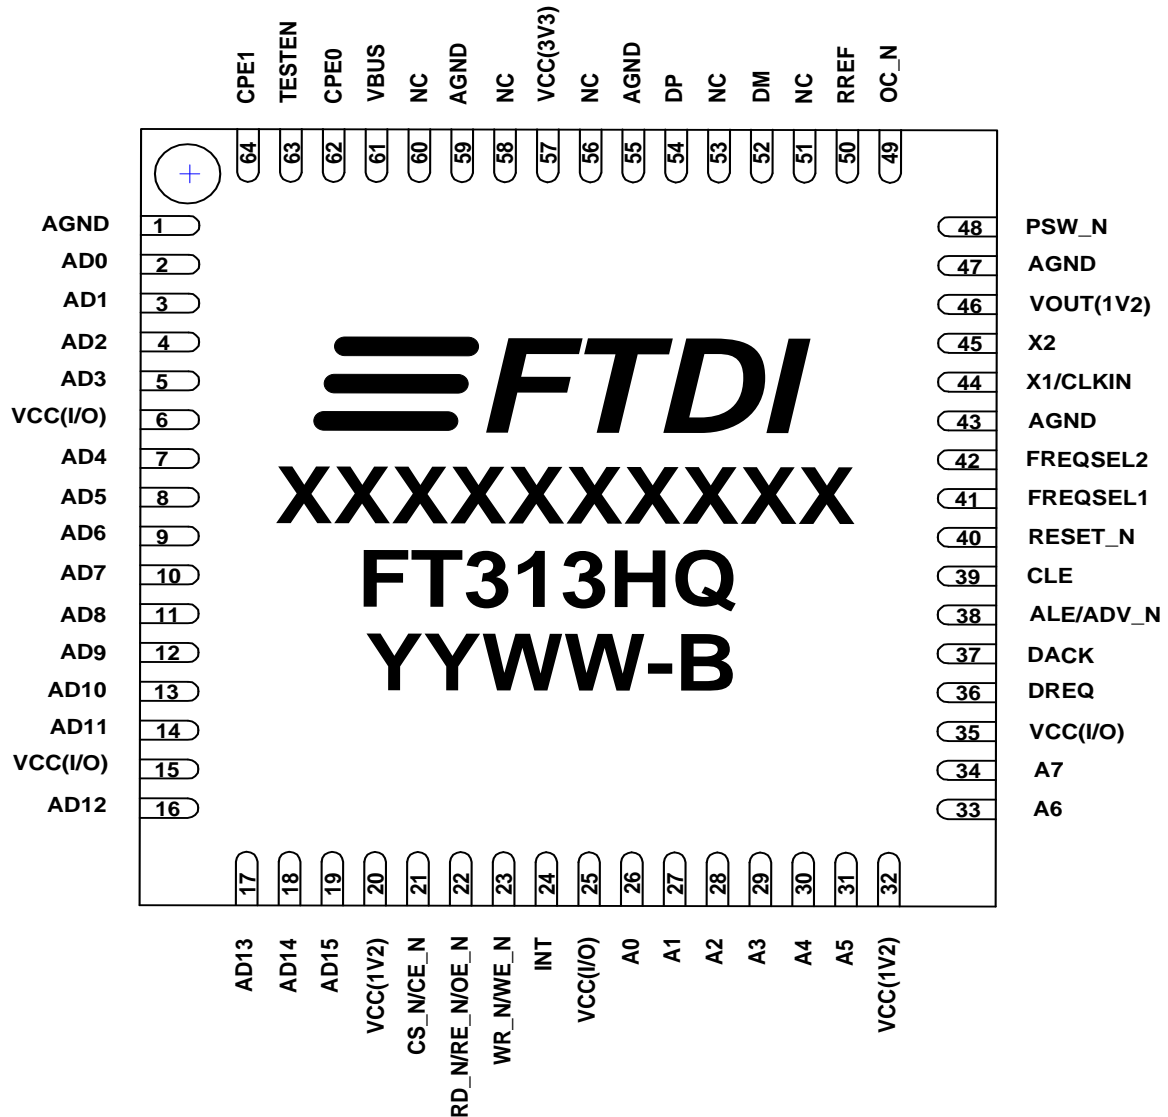 CPE1
TESTEN
CPE0
VBUS
NC
AGND
NC
VCC(3V3)
NC
AGND
DP
NC
DM
NC
RREF
OC_N
64
63
62
61
60
59
58
57
56
55
54
53
52
51
50
49
AGND 1
AD0 2
AD1 3
AD2 4
AD3 5
VCC(I/O) 6
AD4 7
AD5 8
AD6 9
AD7 10
AD8 11
AD9 12
AD10 13
AD11 14
VCC(I/O) 15
AD12 16
FTDI
XXXXXXXXXX
FT313HQ
YYWW-B
48 PSW_N
47 AGND
46 VOUT(1V2)
45 X2
44 X1/CLKIN
43 AGND
42 FREQSEL2
41 FREQSEL1
40 RESET_N
39 CLE
38 ALE/ADV_N
37 DACK
36 DREQ
35 VCC(I/O)
34 A7
33 A6
17
18
19
20
21
22
23
24
25
26
27
28
29
30
31
32
AD13
AD14
AD15
VCC(1V2)
CS_N/CE_N
RD_N/RE_N/OE_N
WR_N/WE_N
INT
VCC(I/O)
A0
A1
A2
A3
A4
A5
VCC(1V2)